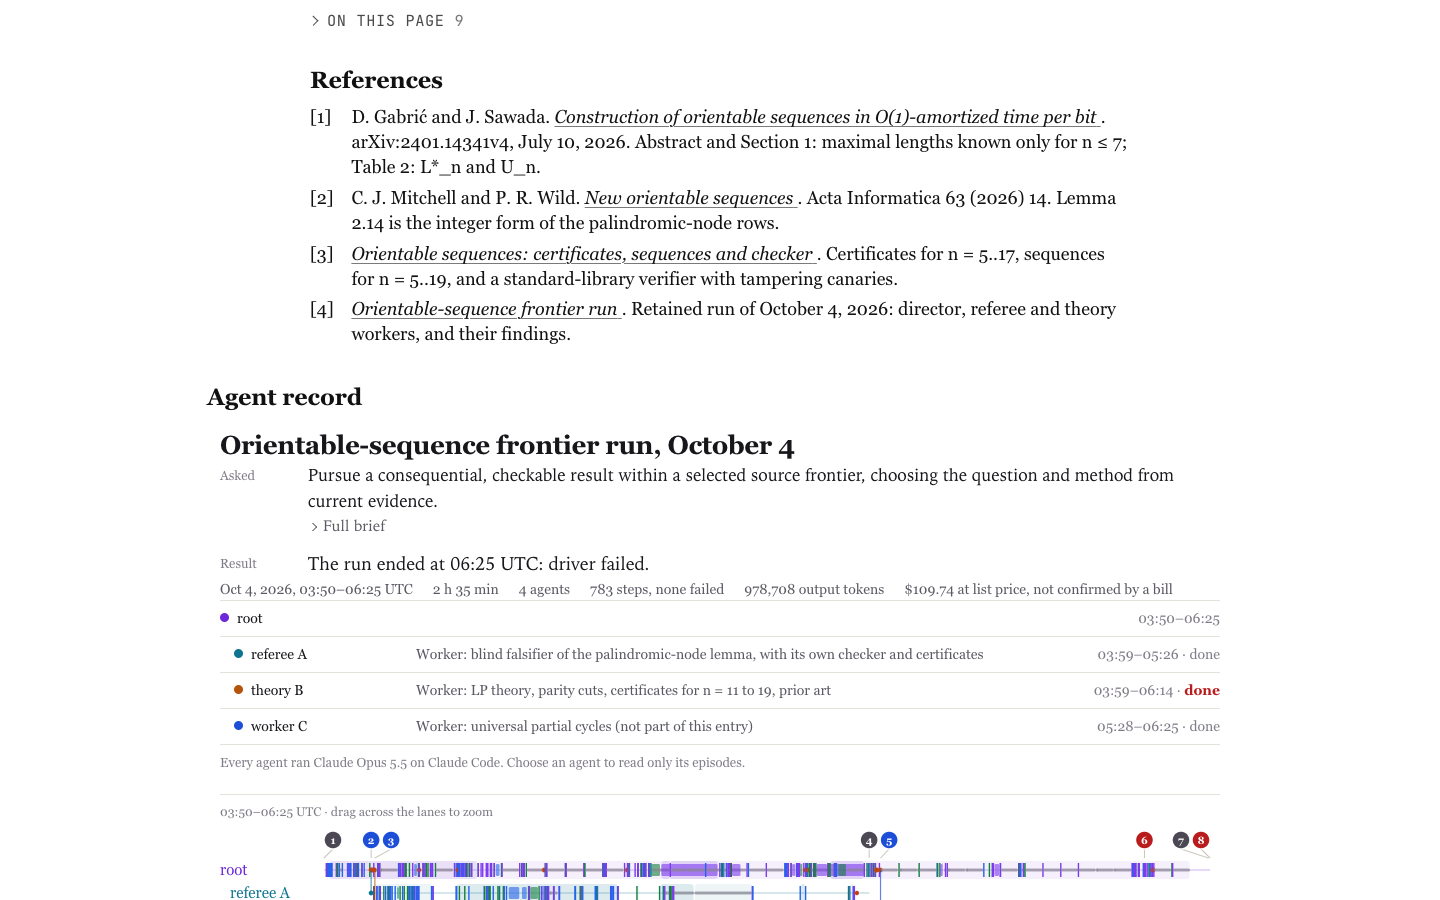 > ON THIS PAGE 9
References
[1] D. Gabrić and J. Sawada. Construction of orientable sequences in O(1)-amortized time per bit .
arXiv:2401.14341v4, July 10, 2026. Abstract and Section 1: maximal lengths known only for n ≤ 7;
Table 2: L*_n and U_n.
[2] C. J. Mitchell and P. R. Wild. New orientable sequences . Acta Informatica 63 (2026) 14. Lemma
2.14 is the integer form of the palindromic-node rows.
[3] Orientable sequences: certificates, sequences and checker . Certificates for n = 5..17, sequences
for n = 5..19, and a standard-library verifier with tampering canaries.
[4] Orientable-sequence frontier run . Retained run of October 4, 2026: director, referee and theory
workers, and their findings.
Agent record
Orientable-sequence frontier run, October 4
Asked Pursue a consequential, checkable result within a selected source frontier, choosing the question and method from
current evidence.
> Full brief
Result The run ended at 06:25 UTC: driver failed.
Oct 4, 2026, 03:50–06:25 UTC 2 h 35 min 4 agents 783 steps, none failed 978,708 output tokens $109.74 at list price, not confirmed by a bill
root 03:50–06:25
referee A Worker: blind falsifier of the palindromic-node lemma, with its own checker and certificates 03:59–05:26 · done
theory B Worker: LP theory, parity cuts, certificates for n = 11 to 19, prior art 03:59–06:14 · done
worker C Worker: universal partial cycles (not part of this entry) 05:28–06:25 · done
Every agent ran Claude Opus 5.5 on Claude Code. Choose an agent to read only its episodes.
03:50–06:25 UTC · drag across the lanes to zoom
1 2 3 4 5 6 7 8
root
referee A